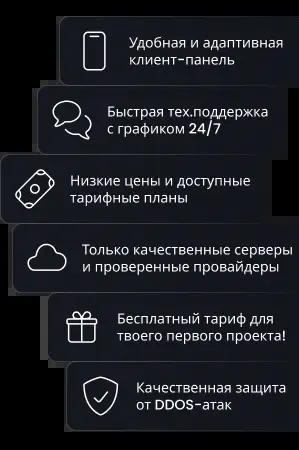 Удобная и адаптивная
клиент-панель
Быстрая тех.поддержка
с графиком 24/7
Низкие цены и доступные
тарифные планы
Только качественные серверы
и проверенные провайдеры
Бесплатный тариф для
твоего первого проекта!
Качественная защита
от DDOS-атак